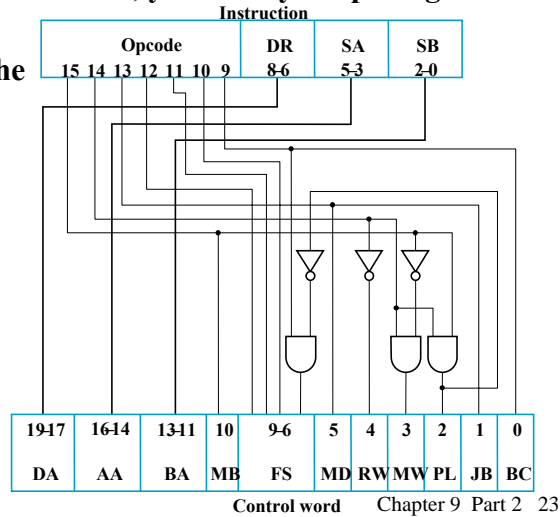 Instruction
he
Opcode DR SA SB
15 14 13 12 11 10 9 8-6 5-3 2-0
19-17 16-14 13-11 10 9-6 5 4 3 2 1 0
DA AA BA MB FS MD RW MW PL JB BC
Control word Chapter 9 Part 2 23